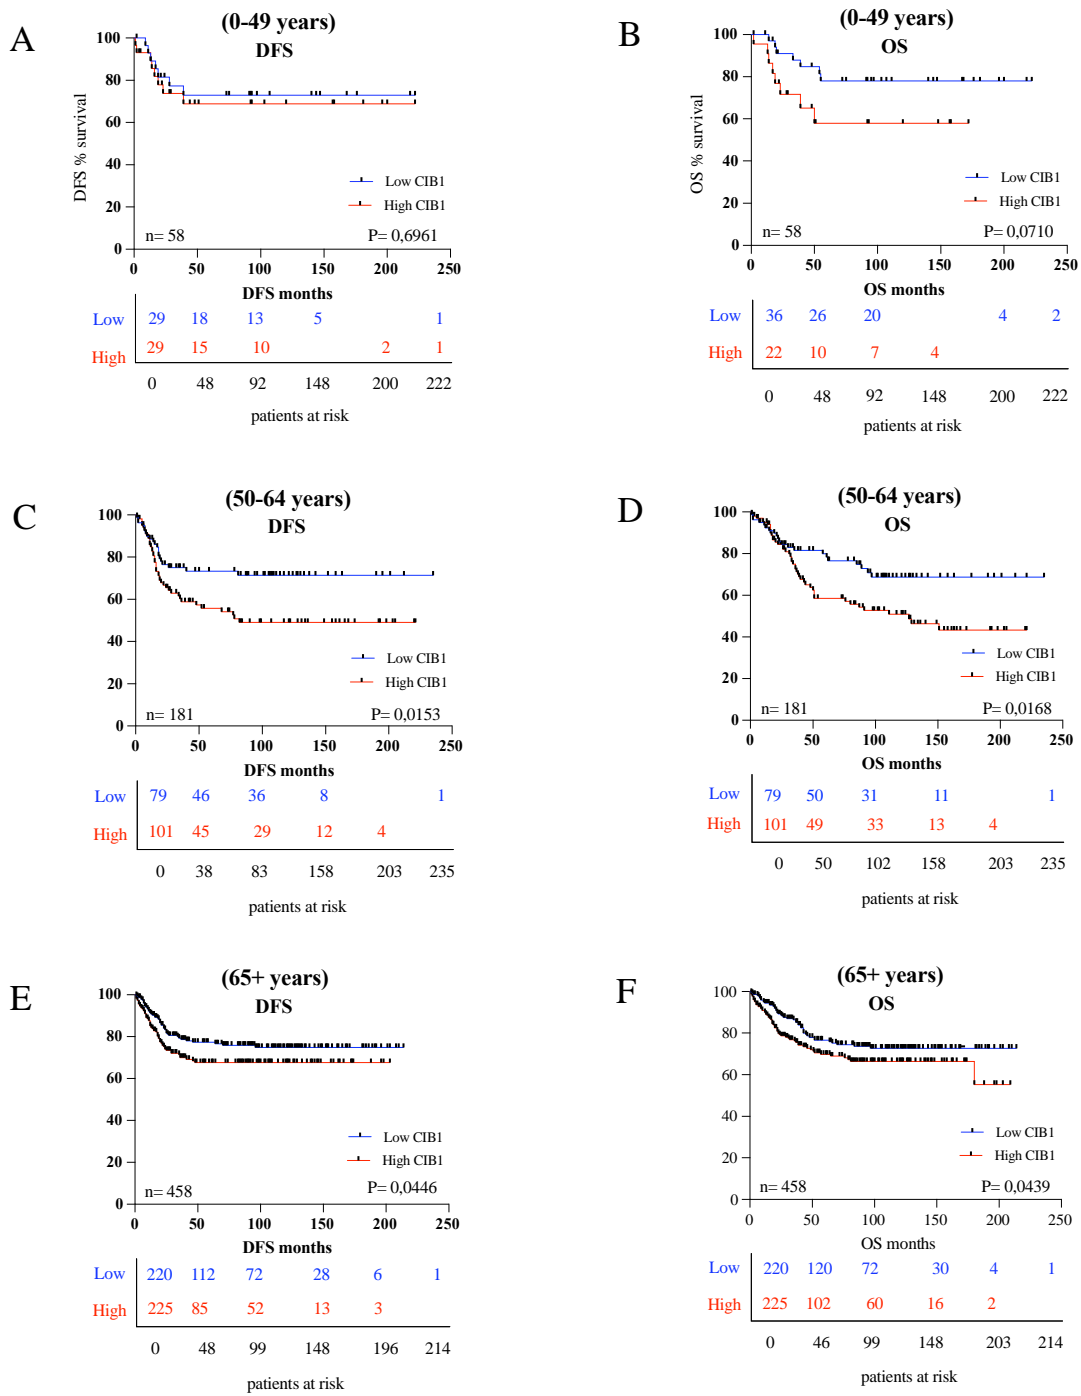 A
(0-49 years)
DFS
100
80
60
40
20
0
DFS % survival
Low CIB1
High CIB1
n= 58
P= 0,6961
0 50 100 150 200 250
DFS months
Low 29 18 13 5 1
High 29 15 10 2 1
0 48 92 148 200 222
patients at risk
B
(0-49 years)
OS
100
80
60
40
20
0
OS % survival
Low CIB1
High CIB1
n= 58
P=0,0710
0 50 100 150 200 250
OS months
Low 36 26 20 4 2
High 22 10 7 4
0 48 92 148 200 222
patients at risk
C
(50-64 years)
DFS
100
80
60
40
20
0
Low CIB1
High CIB1
n= 181
P= 0,0153
0 50 100 150 200 250
DFS months
Low 79 46 36 8 1
High 101 45 29 12 4
0 38 83 158 203 235
patients at risk
D
(50-64 years)
OS
100
80
60
40
20
0
Low CIB1
High CIB1
n= 181
P= 0,0168
0 50 100 150 200 250
OS months
Low 79 50 31 11 1
High 101 49 33 13 4
0 50 102 158 203 235
patients at risk
E
(65+ years)
DFS
100
80
60
40
20
0
Low CIB1
High CIB1
n= 458
P= 0,0446
0 50 100 150 200 250
DFS months
Low 220 112 72 28 6 1
High 225 85 52 13 3
0 48 99 148 196 214
patients at risk
F
(65+ years)
OS
100
80
60
40
20
0
Low CIB1
High CIB1
n= 458
P= 0,0439
0 50 100 150 200 250
OS months
Low 220 120 72 30 4 1
High 225 102 60 16 2
0 46 99 148 203 214
patients at risk